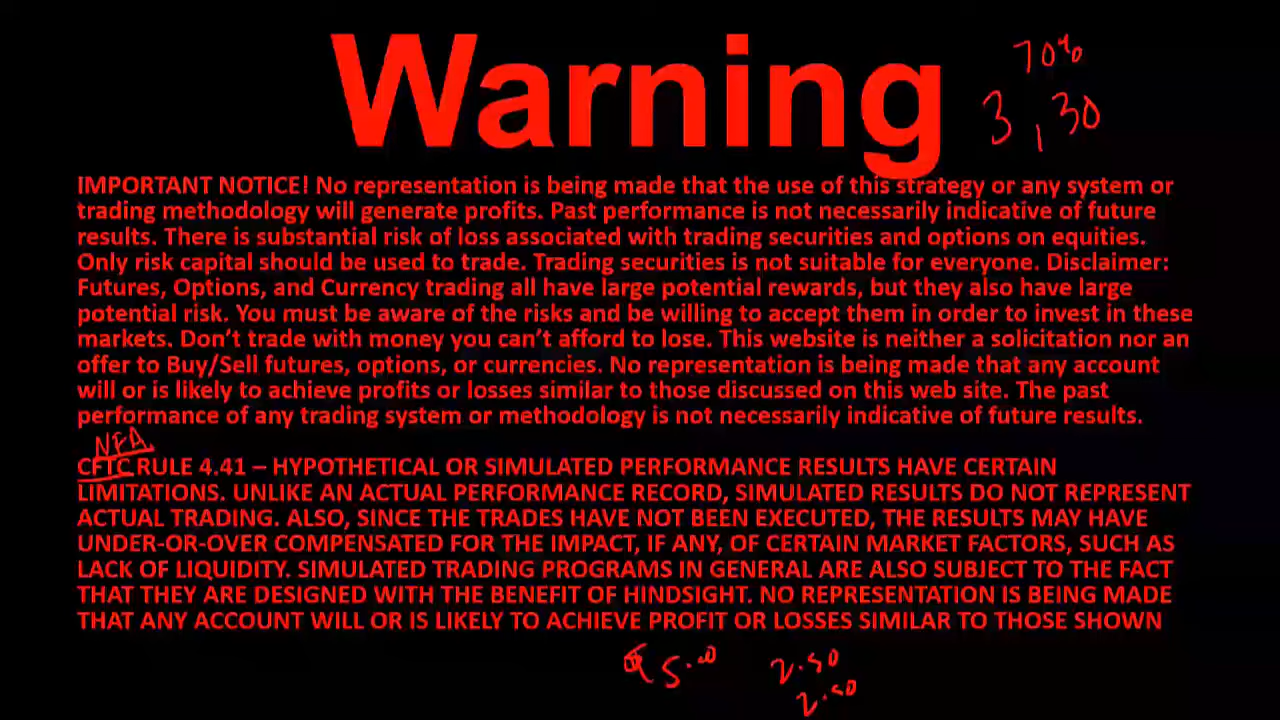 Warning
70%
3, 30
IMPORTANT NOTICE! No representation is being made that the use of this strategy or any system or
trading methodology will generate profits. Past performance is not necessarily indicative of future
results. There is substantial risk of loss associated with trading securities and options on equities.
Only risk capital should be used to trade. Trading securities is not suitable for everyone. Disclaimer:
Futures, Options, and Currency trading all have large potential rewards, but they also have large
potential risk. You must be aware of the risks and be willing to accept them in order to invest in these
markets. Don’t trade with money you can’t afford to lose. This website is neither a solicitation nor an
offer to Buy/Sell futures, options, or currencies. No representation is being made that any account
will or is likely to achieve profits or losses similar to those discussed on this web site. The past
performance of any trading system or methodology is not necessarily indicative of future results.
NFA
CFTC RULE 4.41 – HYPOTHETICAL OR SIMULATED PERFORMANCE RESULTS HAVE CERTAIN
LIMITATIONS. UNLIKE AN ACTUAL PERFORMANCE RECORD, SIMULATED RESULTS DO NOT REPRESENT
ACTUAL TRADING. ALSO, SINCE THE TRADES HAVE NOT BEEN EXECUTED, THE RESULTS MAY HAVE
UNDER-OR-OVER COMPENSATED FOR THE IMPACT, IF ANY, OF CERTAIN MARKET FACTORS, SUCH AS
LACK OF LIQUIDITY. SIMULATED TRADING PROGRAMS IN GENERAL ARE ALSO SUBJECT TO THE FACT
THAT THEY ARE DESIGNED WITH THE BENEFIT OF HINDSIGHT. NO REPRESENTATION IS BEING MADE
THAT ANY ACCOUNT WILL OR IS LIKELY TO ACHIEVE PROFIT OR LOSSES SIMILAR TO THOSE SHOWN
5.00 2.50
2.50